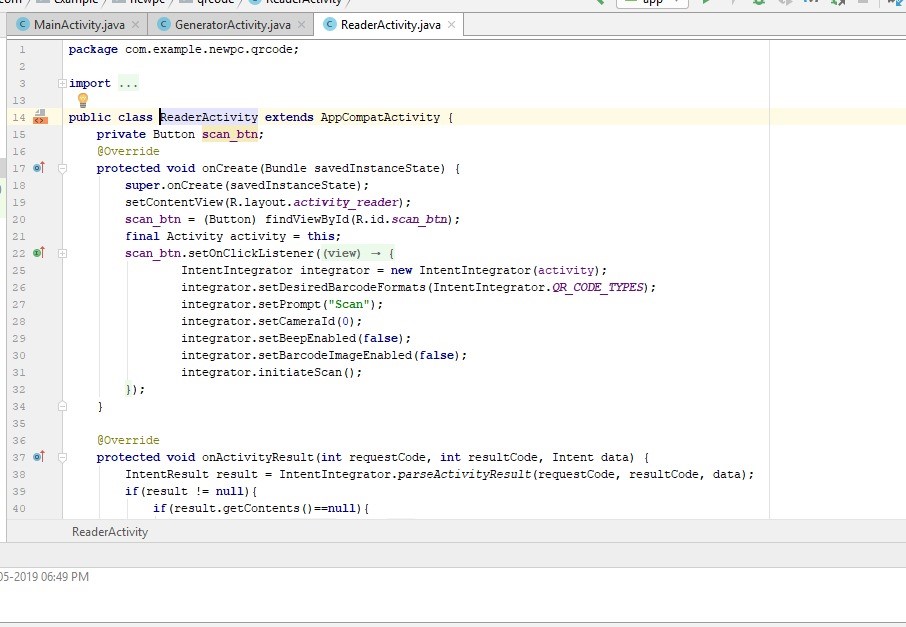 example newpc qrcode ReaderActivity app
MainActivity.java GeneratorActivity.java ReaderActivity.java
1 package com.example.newpc.qrcode;
2
3 import ...
13
14 public class ReaderActivity extends AppCompatActivity {
15 private Button scan_btn;
16 @Override
17 protected void onCreate(Bundle savedInstanceState) {
18 super.onCreate(savedInstanceState);
19 setContentView(R.layout.activity_reader);
20 scan_btn = (Button) findViewById(R.id.scan_btn);
21 final Activity activity = this;
22 scan_btn.setOnClickListener((view) → {
25 IntentIntegrator integrator = new IntentIntegrator(activity);
26 integrator.setDesiredBarcodeFormats(IntentIntegrator.QR_CODE_TYPES);
27 integrator.setPrompt("Scan");
28 integrator.setCameraId(0);
29 integrator.setBeepEnabled(false);
30 integrator.setBarcodeImageEnabled(false);
31 integrator.initiateScan();
32 });
34 }
35
36 @Override
37 protected void onActivityResult(int requestCode, int resultCode, Intent data) {
38 IntentResult result = IntentIntegrator.parseActivityResult(requestCode, resultCode, data);
39 if(result != null){
40 if(result.getContents()==null){
ReaderActivity
05-2019 06:49 PM